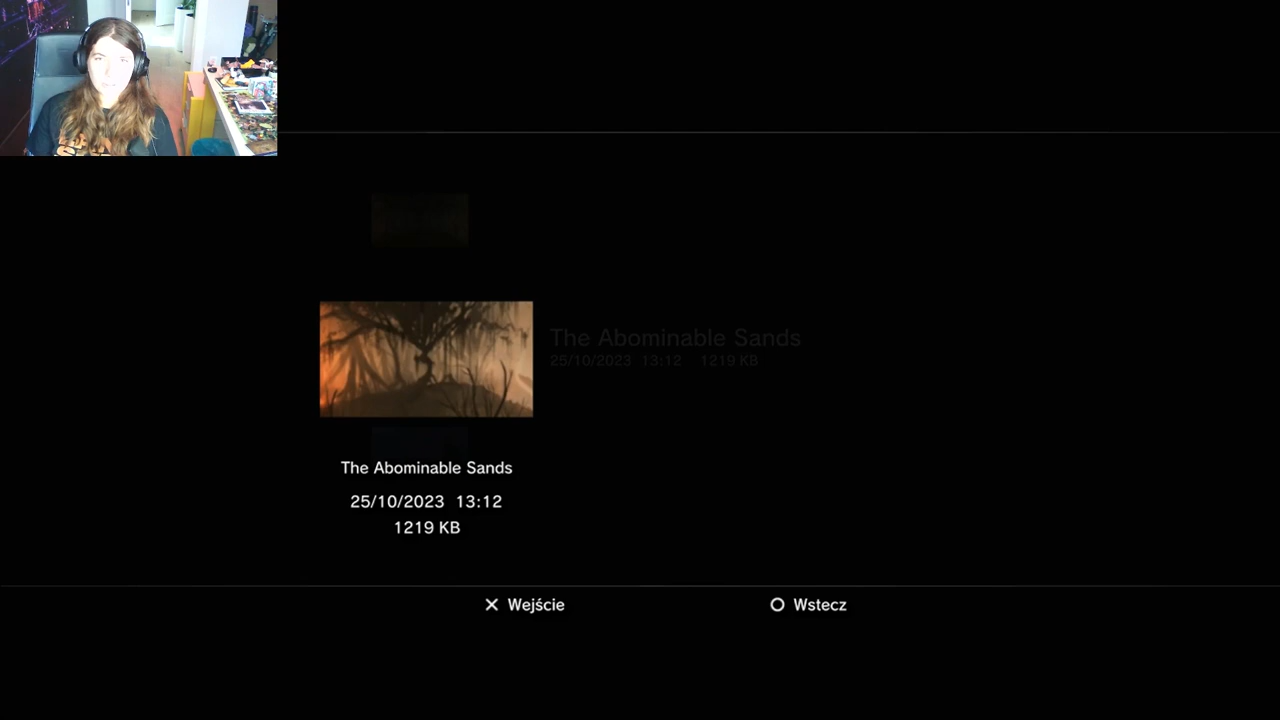 The Abominable Sands
25/10/2023 13:12 1219 KB
The Abominable Sands
25/10/2023 13:12
1219 KB
X Wejście
O Wstecz